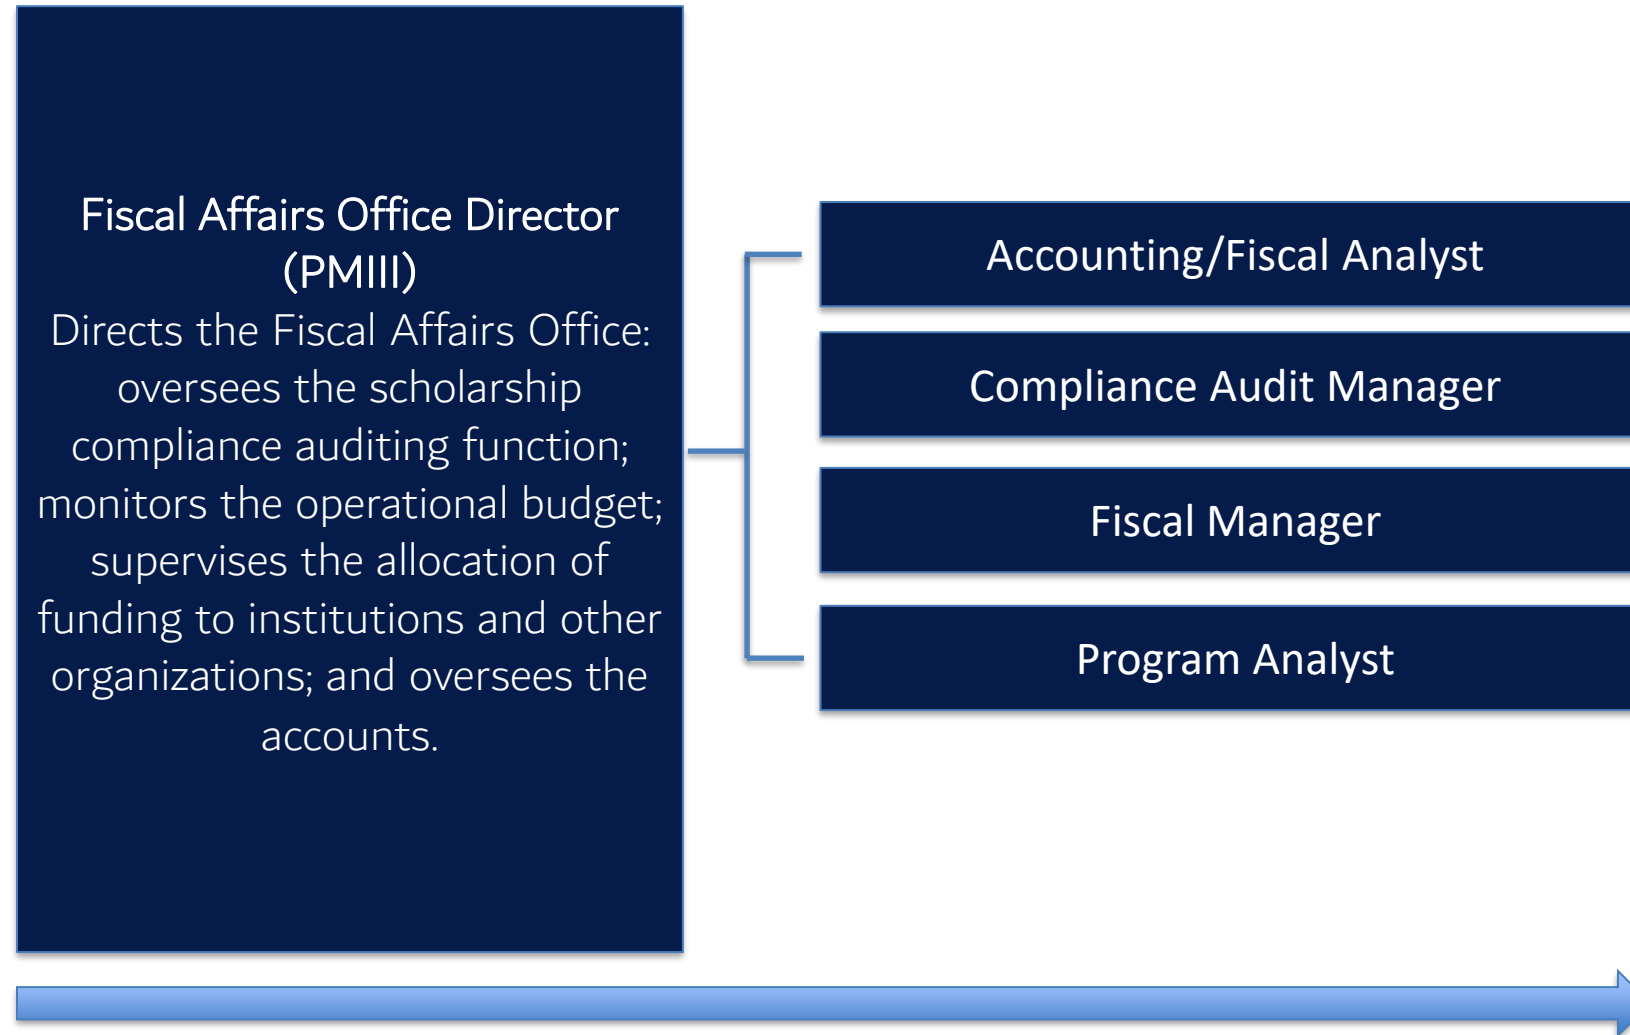 Fiscal Affairs Office Director
(PMIII)
Directs the Fiscal Affairs Office:
oversees the scholarship
compliance auditing function;
monitors the operational budget;
supervises the allocation of
funding to institutions and other
organizations; and oversees the
accounts.
Accounting/Fiscal Analyst
Compliance Audit Manager
Fiscal Manager
Program Analyst